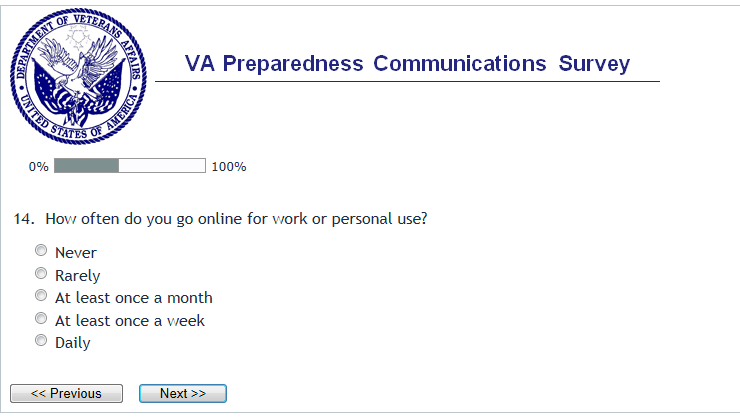 DEPARTMENT OF VETERANS AFFAIRS
UNITED STATES OF AMERICA
VA Preparedness Communications Survey
0% 100%
14. How often do you go online for work or personal use?
Never
Rarely
At least once a month
At least once a week
Daily
<< Previous Next >>